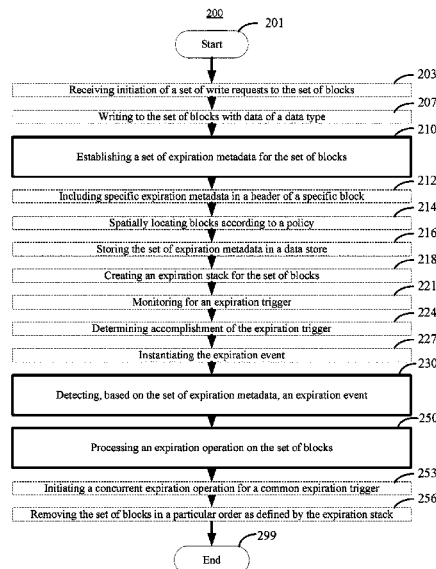 200
201
Start
203
Receiving initiation of a set of write requests to the set of blocks
207
Writing to the set of blocks with data of a data type
210
Establishing a set of expiration metadata for the set of blocks
212
Including specific expiration metadata in a header of a specific block
214
Spatially locating blocks according to a policy
216
Storing the set of expiration metadata in a data store
218
Creating an expiration stack for the set of blocks
221
Monitoring for an expiration trigger
224
Determining accomplishment of the expiration trigger
227
Instantiating the expiration event
230
Detecting, based on the set of expiration metadata, an expiration event
250
Processing an expiration operation on the set of blocks
253
Initiating a concurrent expiration operation for a common expiration trigger
256
Removing the set of blocks in a particular order as defined by the expiration stack
299
End